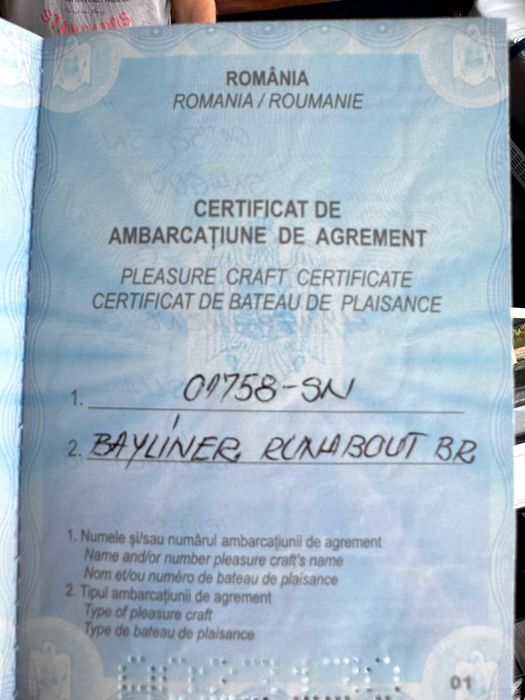 ROMÂNIA
ROMANIA / ROUMANIE
CERTIFICAT DE
AMBARCAȚIUNE DE AGREMENT
PLEASURE CRAFT CERTIFICATE
CERTIFICAT DE BATEAU DE PLAISANCE
1. 01758-SN
2. BAYLINER RUNABOUT BR
1. Numele și/sau numărul ambarcațiunii de agrement
Name and/or number pleasure craft's name
Nom et/ou numéro de bateau de plaisance
2. Tipul ambarcațiunii de agrement
Type of pleasure craft
Type de bateau de plaisance
01